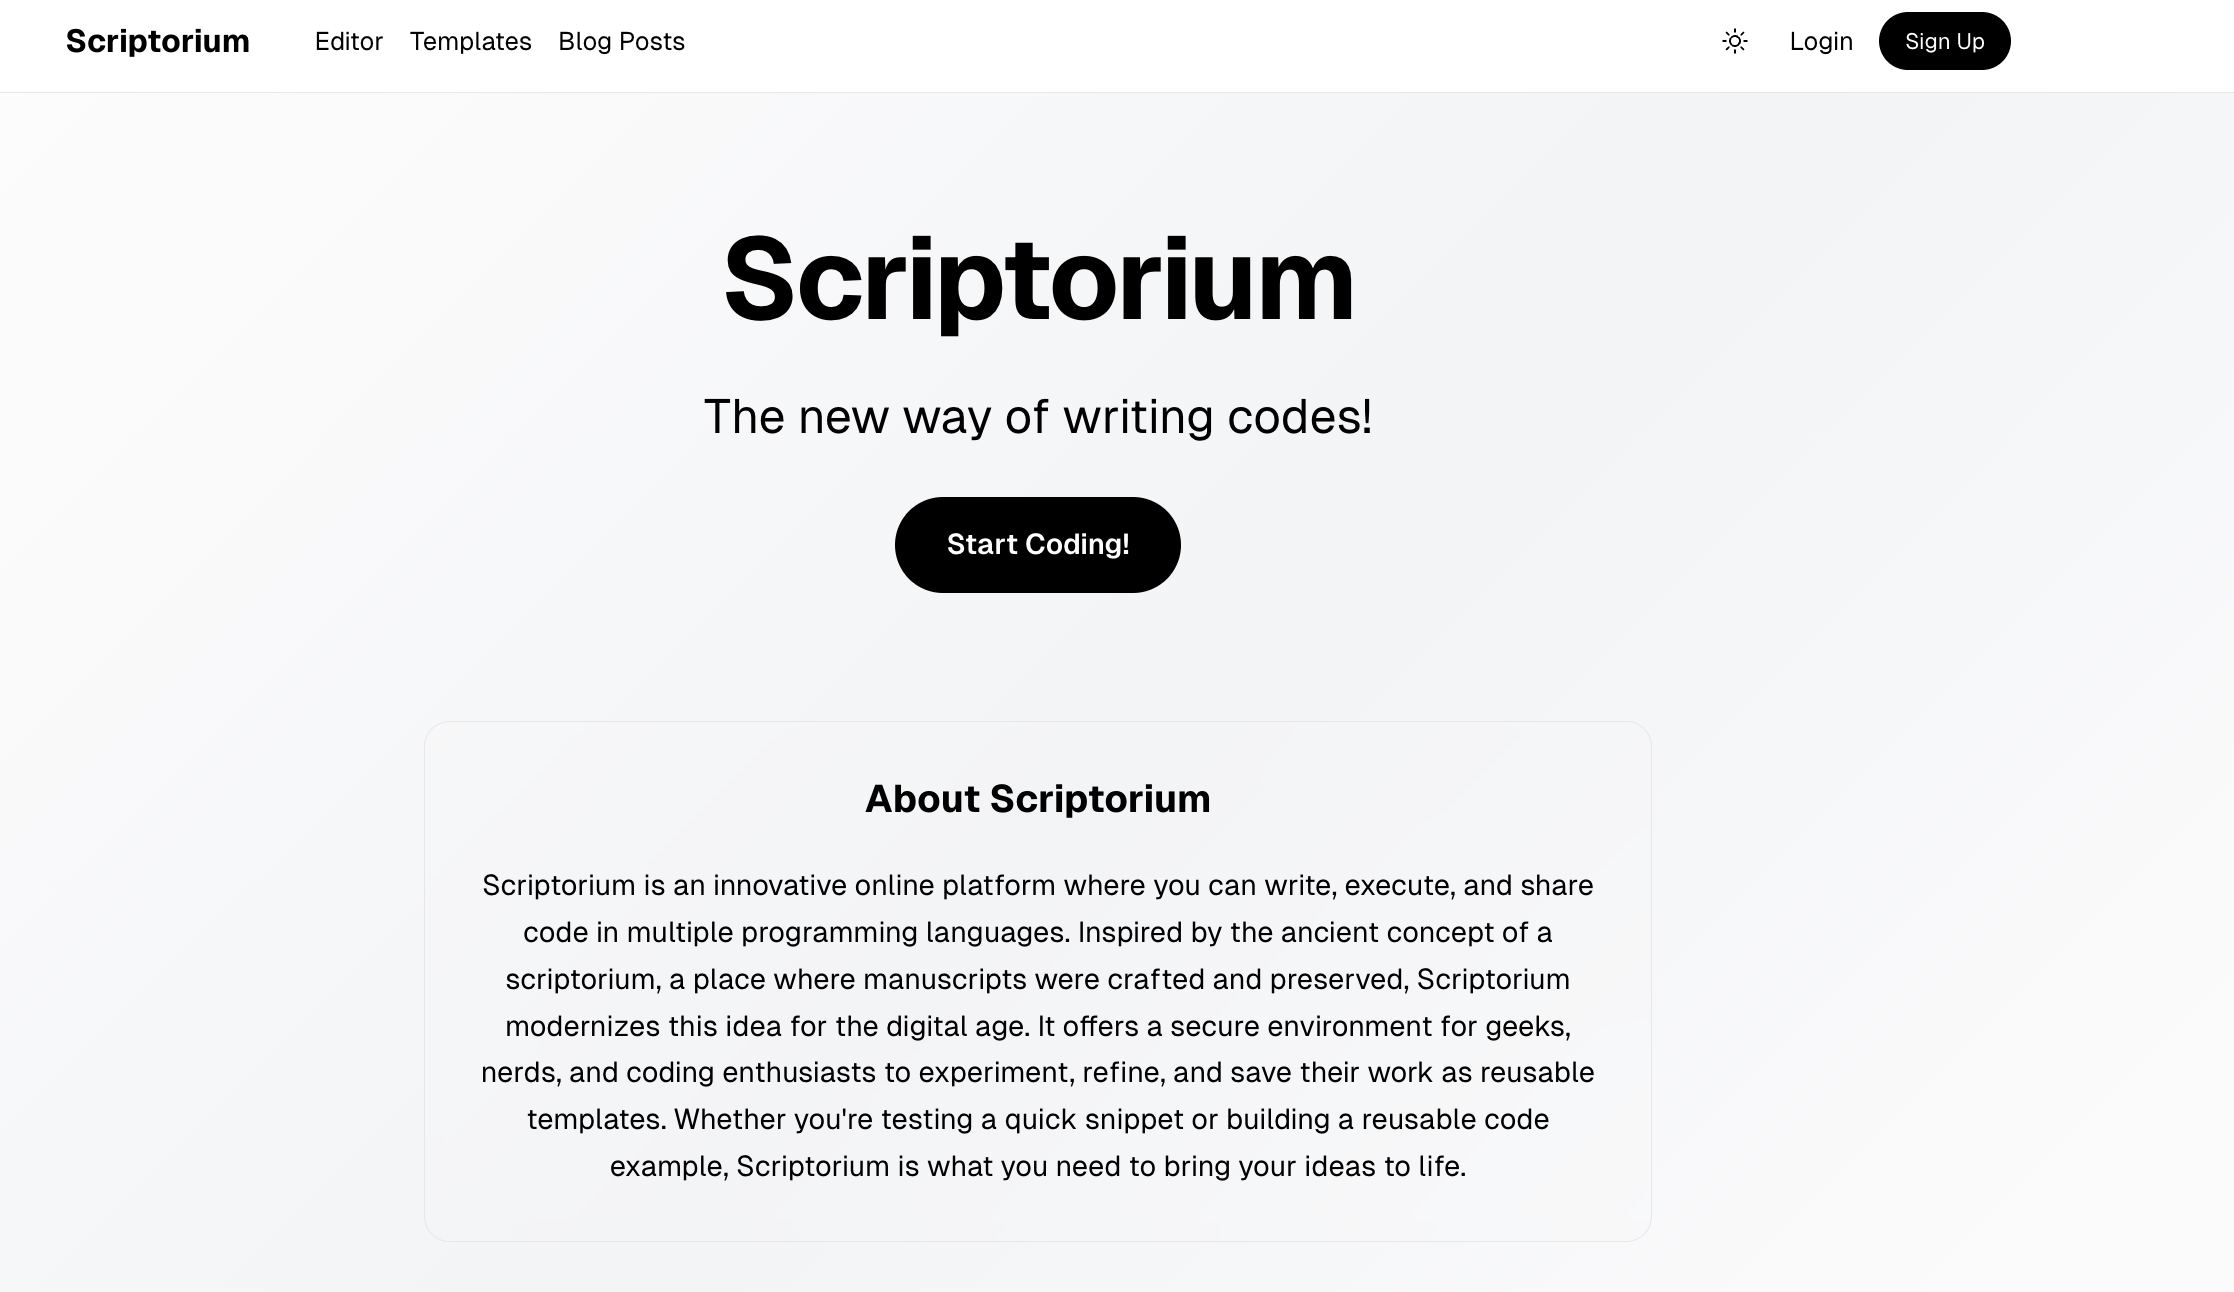 Scriptorium
Editor
Templates
Blog Posts
Login
Sign Up
Scriptorium
The new way of writing codes!
Start Coding!
About Scriptorium
Scriptorium is an innovative online platform where you can write, execute, and share
code in multiple programming languages. Inspired by the ancient concept of a
scriptorium, a place where manuscripts were crafted and preserved, Scriptorium
modernizes this idea for the digital age. It offers a secure environment for geeks,
nerds, and coding enthusiasts to experiment, refine, and save their work as reusable
templates. Whether you're testing a quick snippet or building a reusable code
example, Scriptorium is what you need to bring your ideas to life.